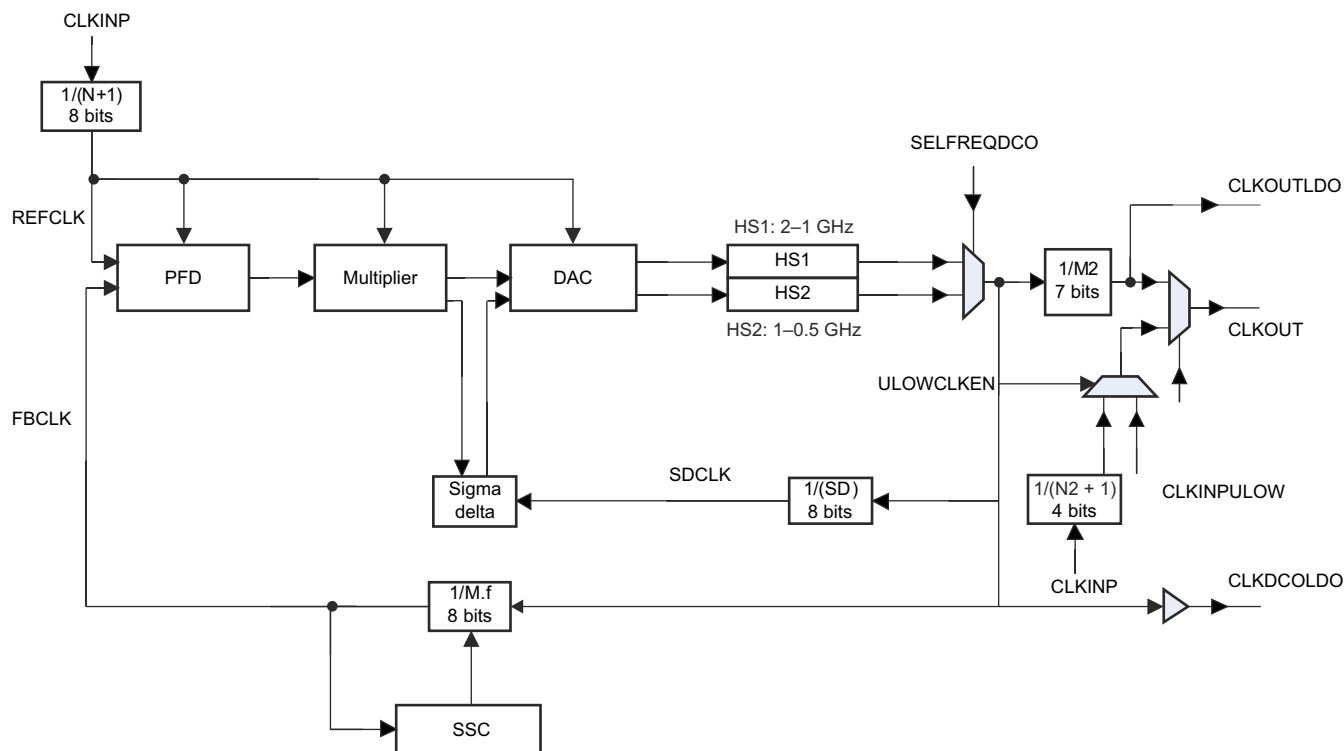 CLKINP
1/(N+1)
8 bits
SELFREQDCO
CLKOUTLDO
REFCLK
HS1: 2–1 GHz
PFD
Multiplier
DAC
HS1
HS2
1/M2
7 bits
HS2: 1–0.5 GHz
CLKOUT
ULOWCLKEN
FBCLK
SDCLK
Sigma
delta
1/(SD)
8 bits
1/(N2 + 1)
4 bits
CLKINPULOW
CLKINP
CLKDCOLDO
1/M.f
8 bits
SSC